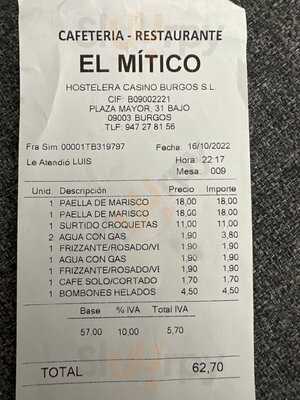 CAFETERIA - RESTAURANTE
EL MÍTICO
HOSTELERA CASINO BURGOS S.L
CIF: B09002221
PLAZA MAYOR, 31 BAJO
09003 BURGOS
TLF: 947 27 81 56
Fra Sim: 00001TB319797 Fecha: 16/10/2022
Le Atendió LUIS Hora: 22:17
Mesa: 009
Unid. Descripción Precio Importe
1 PAELLA DE MARISCO 18,00 18,00
1 PAELLA DE MARISCO 18,00 18,00
1 SURTIDO CROQUETAS 11,00 11,00
2 AGUA CON GAS 1,90 3,80
1 FRIZZANTE/ROSADO/VI 1,90 1,90
1 AGUA CON GAS 1,90 1,90
1 FRIZZANTE/ROSADO/VI 1,90 1,90
1 CAFE SOLO/CORTADO 1,70 1,70
1 BOMBONES HELADOS 4,50 4,50
Base % IVA Total IVA
57,00 10,00 5,70
TOTAL 62,70